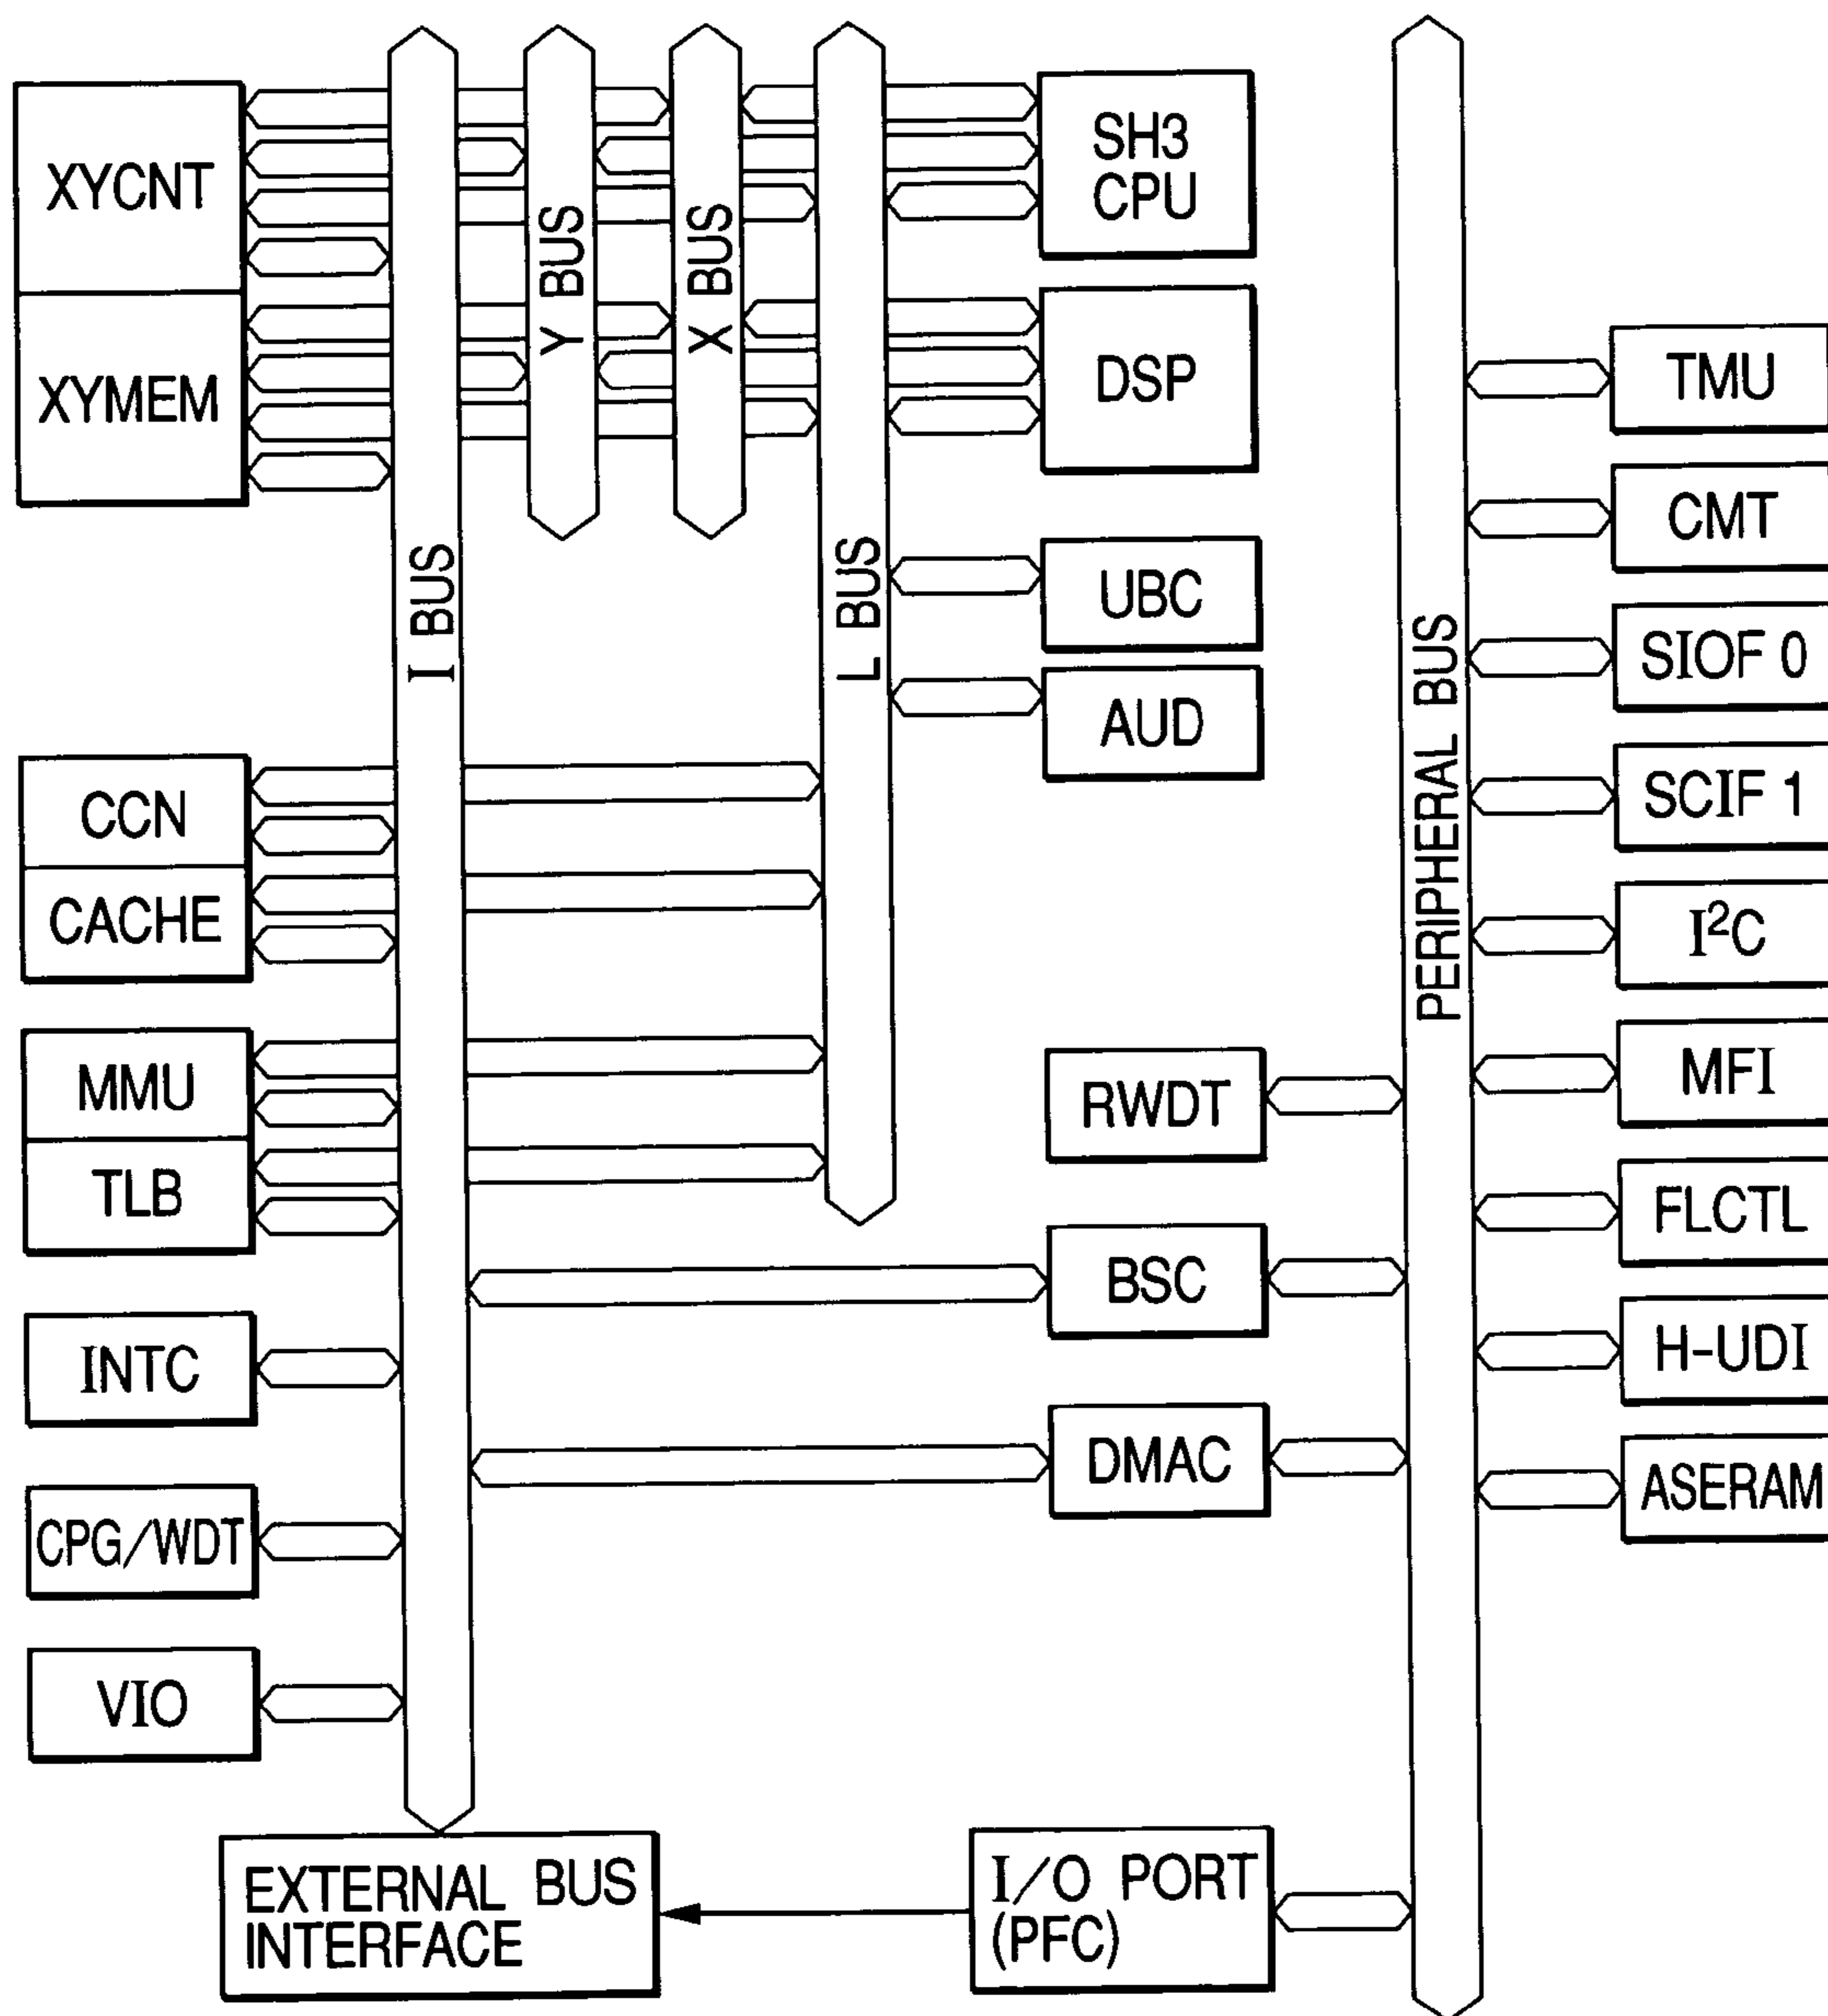 XYCNT
XYMEM
CCN
CACHE
MMU
TLB
INTC
CPG/WDT
VIO
I BUS
Y BUS
X BUS
L BUS
SH3
CPU
DSP
UBC
AUD
RWDT
BSC
DMAC
PERIPHERAL BUS
TMU
CMT
SIOF 0
SCIF 1
I²C
MFI
FLCTL
H-UDI
ASERAM
EXTERNAL BUS
INTERFACE
I/O PORT
(PFC)